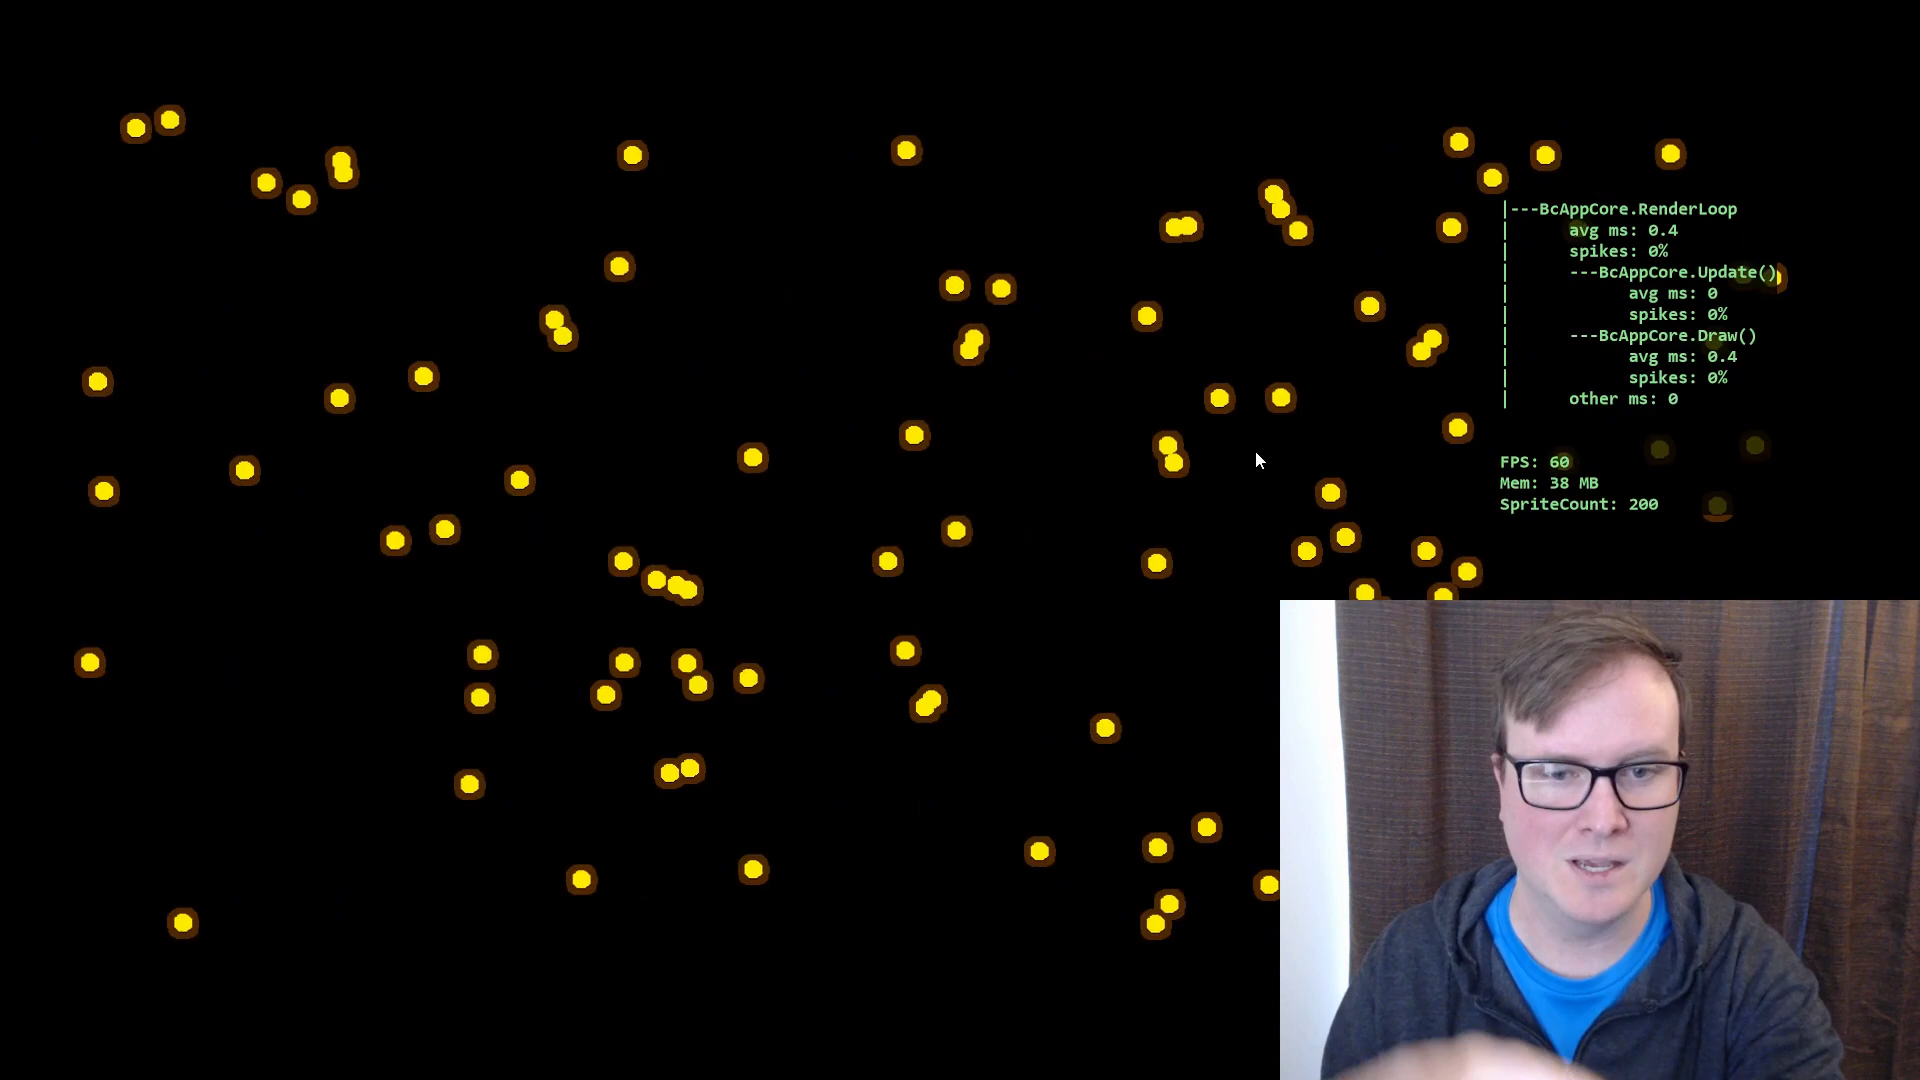 |---BcAppCore.RenderLoop
| avg ms: 0.4
| spikes: 0%
| ---BcAppCore.Update()
| avg ms: 0
| spikes: 0%
| ---BcAppCore.Draw()
| avg ms: 0.4
| spikes: 0%
| other ms: 0
FPS: 60
Mem: 38 MB
SpriteCount: 200